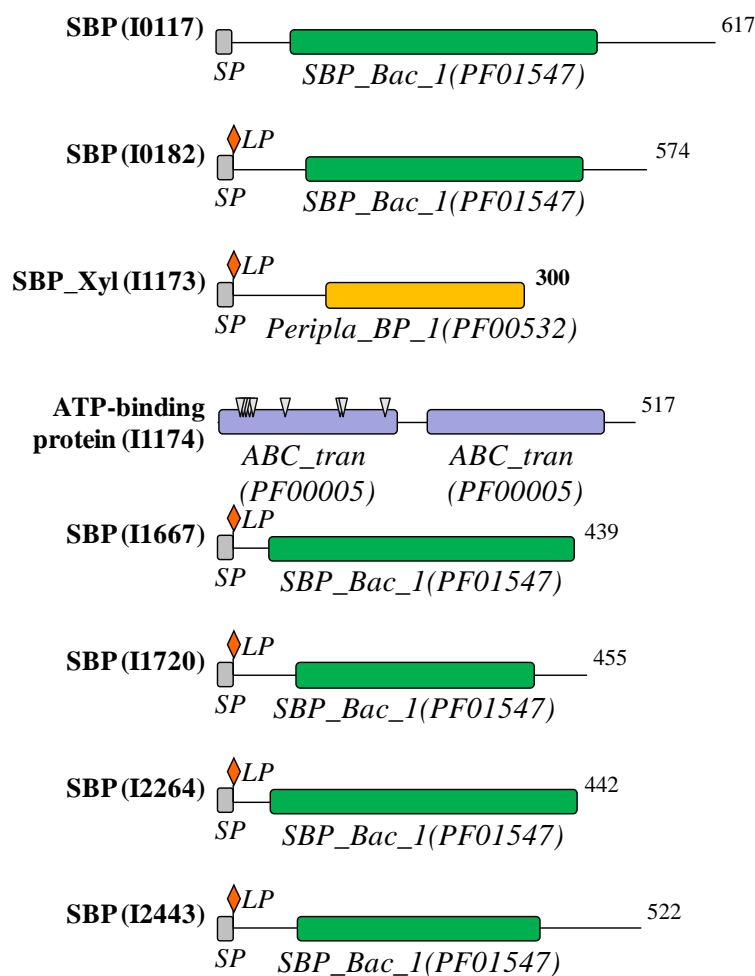 SBP (I0117)
617
SP
SBP_Bac_1(PF01547)
LP
SBP (I0182)
574
SP
SBP_Bac_1(PF01547)
LP
SBP_Xyl (I1173)
300
SP
Peripla_BP_1(PF00532)
ATP-binding
protein (I1174)
517
ABC_tran
(PF00005)
ABC_tran
(PF00005)
LP
SBP (I1667)
439
SP
SBP_Bac_1(PF01547)
LP
SBP (I1720)
455
SP
SBP_Bac_1(PF01547)
LP
SBP (I2264)
442
SP
SBP_Bac_1(PF01547)
LP
SBP (I2443)
522
SP
SBP_Bac_1(PF01547)